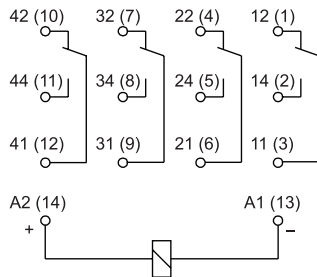 42 (10) 32 (7) 22 (4) 12 (1)
44 (11) 34 (8) 24 (5) 14 (2)
41 (12) 31 (9) 21 (6) 11 (3)
A2 (14) A1 (13)
+ –